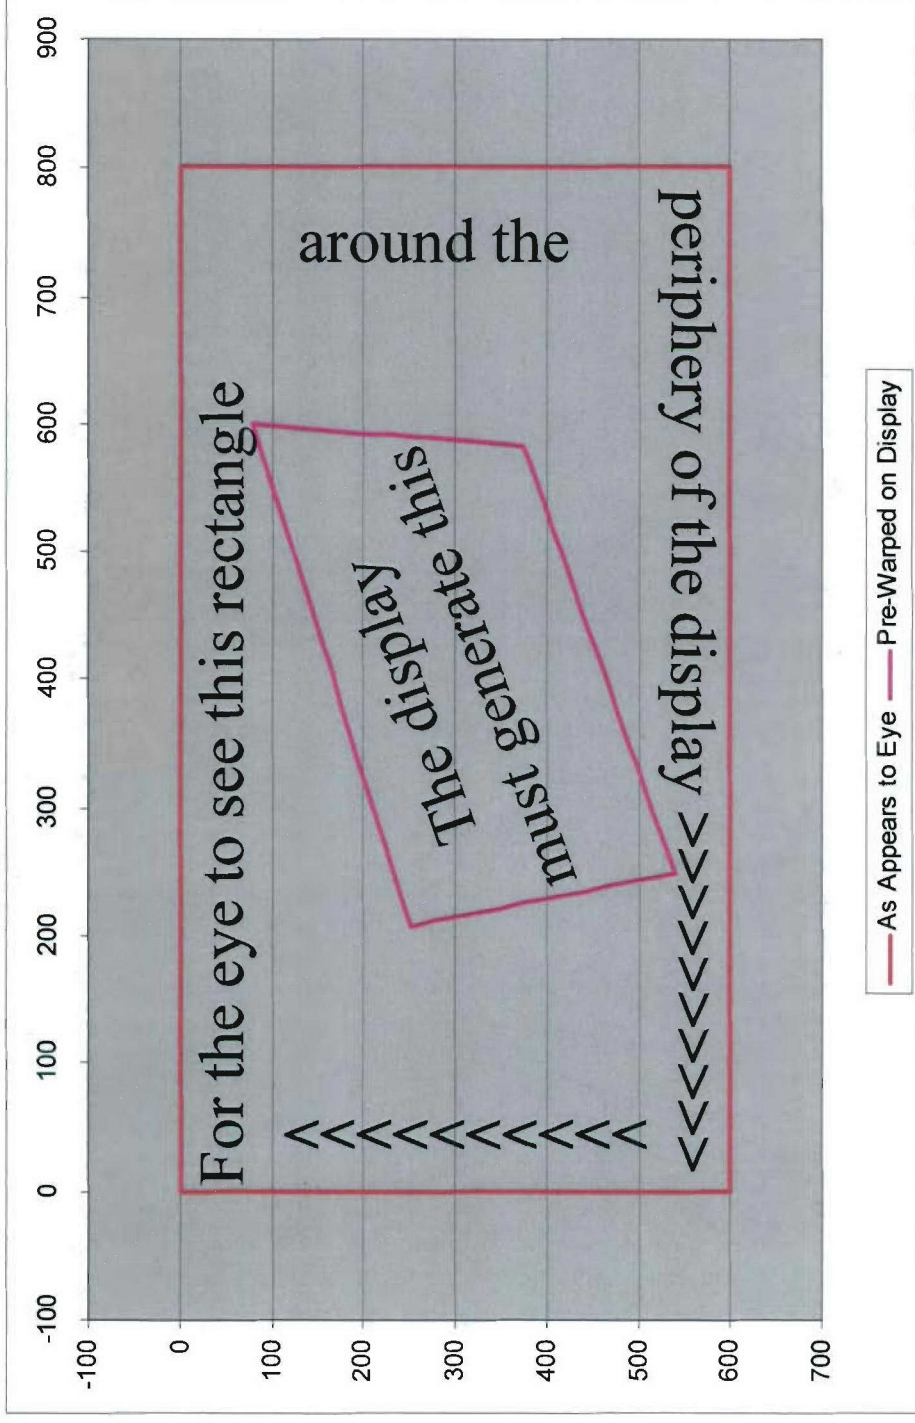 -100 0 100 200 300 400 500 600 700 800 900
-100
0
100
200
300
400
500
600
700
For the eye to see this rectangle
around the
periphery of the display >>>>>>>>>>
>>>>>>>>>>
The display
must generate this
As Appears to Eye Pre-Warped on Display